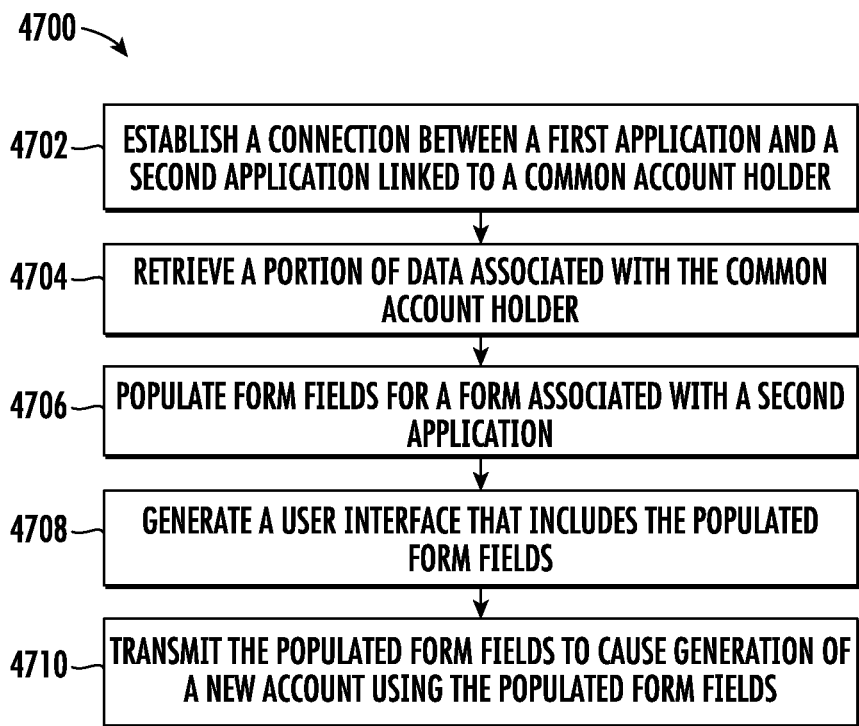 4700
4702
ESTABLISH A CONNECTION BETWEEN A FIRST APPLICATION AND A
SECOND APPLICATION LINKED TO A COMMON ACCOUNT HOLDER
4704
RETRIEVE A PORTION OF DATA ASSOCIATED WITH THE COMMON
ACCOUNT HOLDER
4706
POPULATE FORM FIELDS FOR A FORM ASSOCIATED WITH A SECOND
APPLICATION
4708
GENERATE A USER INTERFACE THAT INCLUDES THE POPULATED
FORM FIELDS
4710
TRANSMIT THE POPULATED FORM FIELDS TO CAUSE GENERATION OF
A NEW ACCOUNT USING THE POPULATED FORM FIELDS